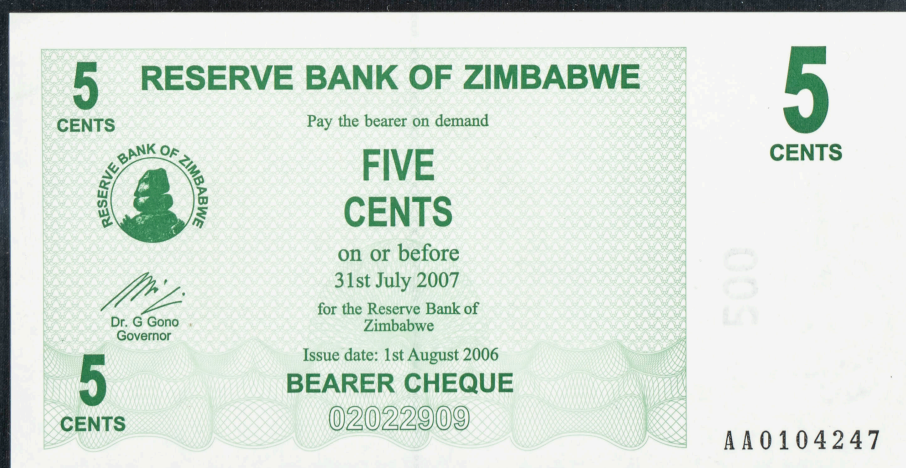 5
CENTS
RESERVE BANK OF ZIMBABWE
5
CENTS
Pay the bearer on demand
FIVE
CENTS
RESERVE BANK OF ZIMBABWE
on or before
31st July 2007
for the Reserve Bank of
Zimbabwe
Dr. G Gono
Governor
500
Issue date: 1st August 2006
BEARER CHEQUE
02022909
5
CENTS
AA0104247